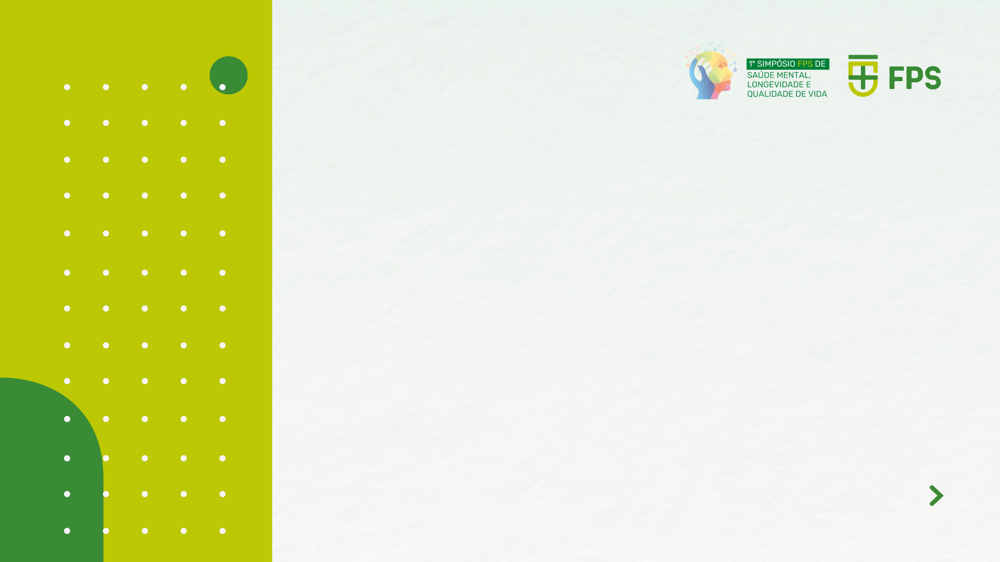 1º SIMPÓSIO FPS DE
SAÚDE MENTAL,
LONGEVIDADE E
QUALIDADE DE VIDA
FPS